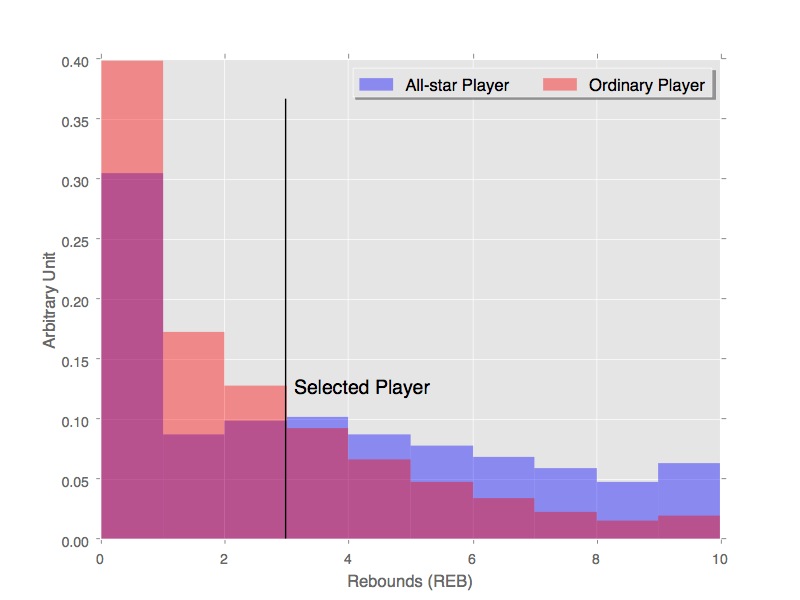 0.40
All-star Player Ordinary Player
0.35
0.30
0.25
0.20
0.15
Selected Player
0.10
0.05
0.00
Arbitrary Unit
0 2 4 6 8 10
Rebounds (REB)